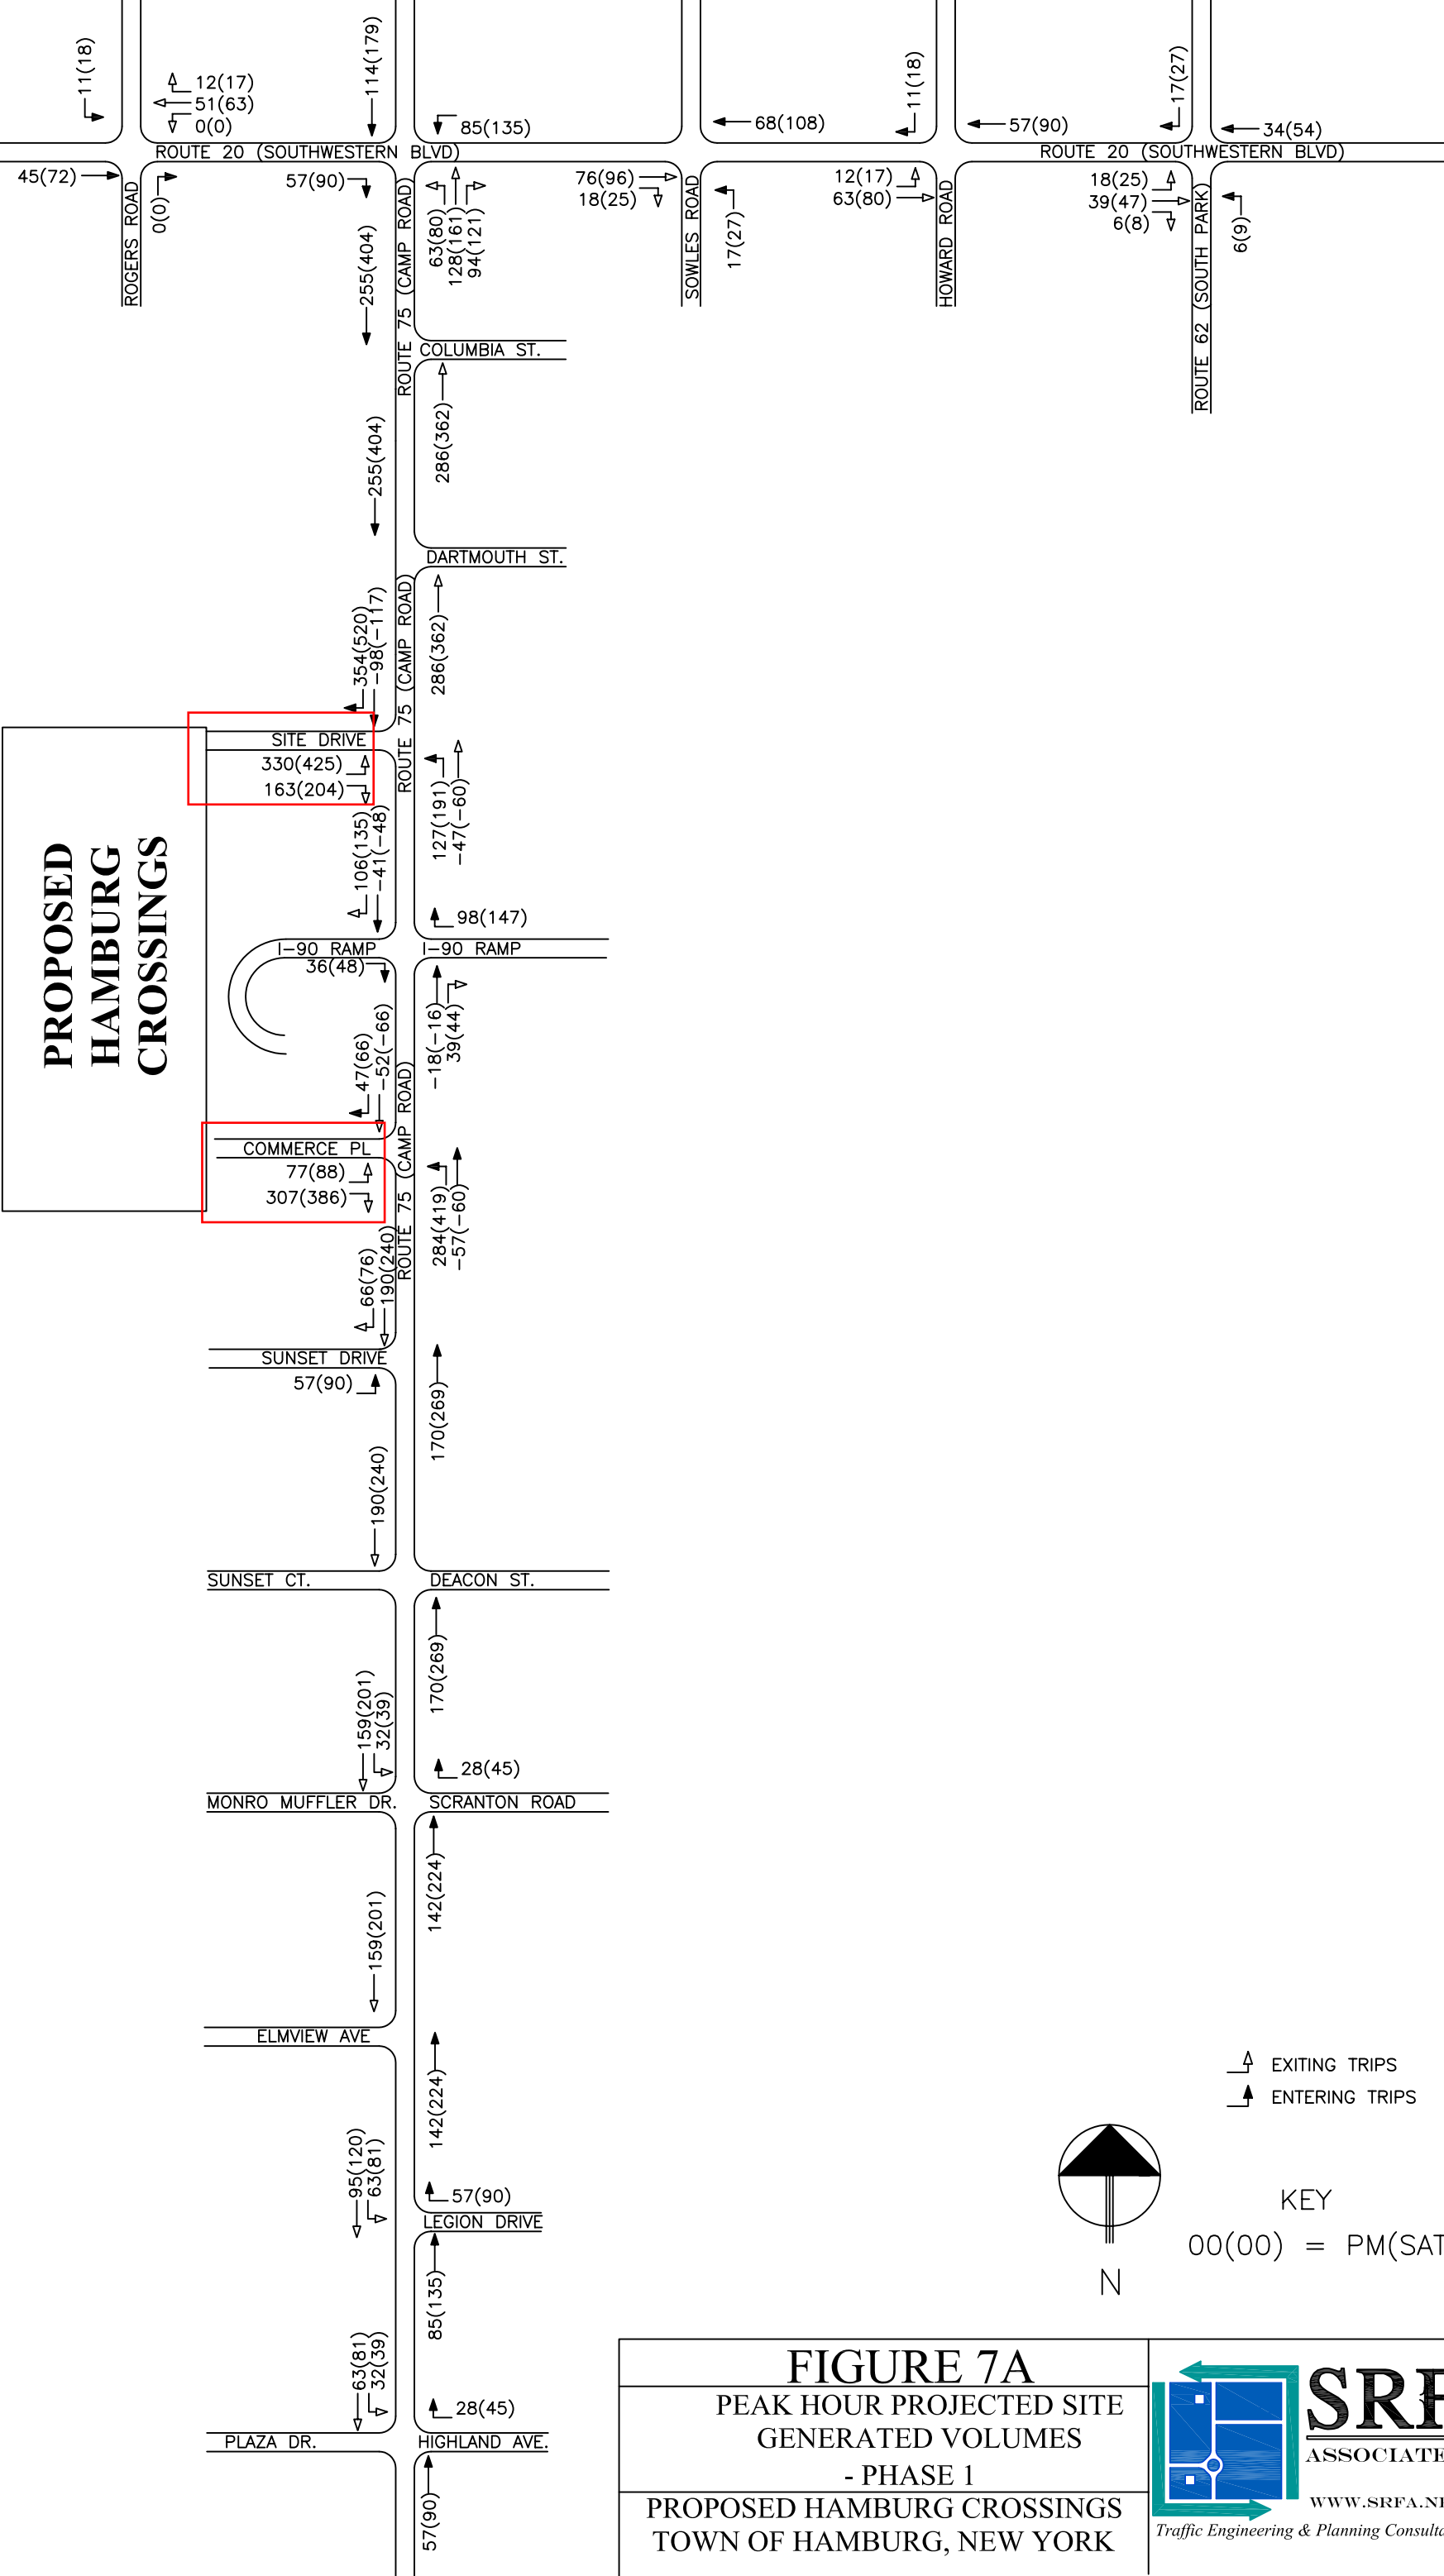 11(18)
12(17)
51(63)
0(0)
114(179)
85(135)
68(108)
11(18)
57(90)
17(27)
34(54)
ROUTE 20 (SOUTHWESTERN BLVD)
ROUTE 20 (SOUTHWESTERN BLVD)
45(72)
ROGERS ROAD
0(0)
57(90)
255(404)
ROUTE 75 (CAMP ROAD)
63(80)
128(161)
94(121)
76(96)
18(25)
SOWLES ROAD
17(27)
12(17)
63(80)
HOWARD ROAD
18(25)
39(47)
6(8)
ROUTE 62 (SOUTH PARK)
6(9)
COLUMBIA ST.
255(404)
286(362)
DARTMOUTH ST.
354(520)
-98(-117)
ROUTE 75 (CAMP ROAD)
286(362)
SITE DRIVE
330(425)
163(204)
127(191)
-47(-60)
PROPOSED
HAMBURG
CROSSINGS
106(135)
-41(-48)
98(147)
I-90 RAMP
I-90 RAMP
36(48)
-18(-16)
39(44)
47(66)
-52(-66)
ROUTE 75 (CAMP ROAD)
COMMERCE PL
77(88)
307(386)
284(419)
-57(-60)
66(76)
190(240)
SUNSET DRIVE
57(90)
170(269)
190(240)
SUNSET CT.
DEACON ST.
170(269)
159(201)
32(39)
28(45)
MONRO MUFFLER DR.
SCRANTON ROAD
142(224)
159(201)
ELMVIEW AVE
142(224)
95(120)
63(81)
57(90)
LEGION DRIVE
85(135)
63(81)
32(39)
28(45)
PLAZA DR.
HIGHLAND AVE.
57(90)
EXITING TRIPS
ENTERING TRIPS
N
KEY
00(00) = PM(SAT
FIGURE 7A
PEAK HOUR PROJECTED SITE
GENERATED VOLUMES
- PHASE 1
PROPOSED HAMBURG CROSSINGS
TOWN OF HAMBURG, NEW YORK
SRF
ASSOCIATE
WWW.SRFA.NE
Traffic Engineering & Planning Consulta